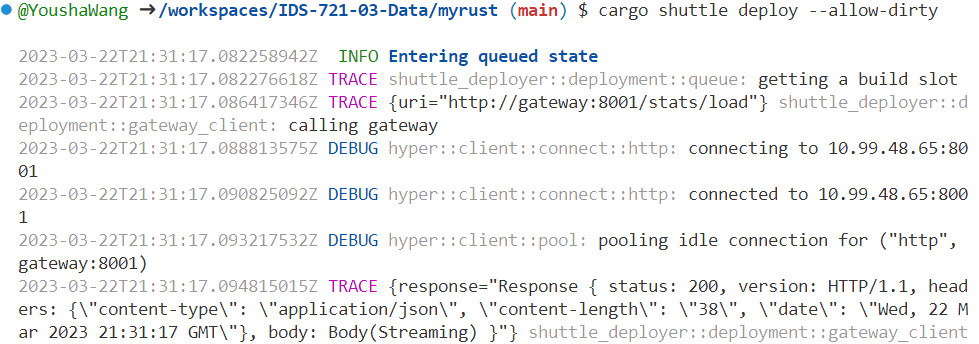 @YoushaWang ➜/workspaces/IDS-721-03-Data/myrust (main) $ cargo shuttle deploy --allow-dirty
2023-03-22T21:31:17.082258942Z  INFO Entering queued state
2023-03-22T21:31:17.082276618Z TRACE shuttle_deployer::deployment::queue: getting a build slot
2023-03-22T21:31:17.086417346Z TRACE {uri="http://gateway:8001/stats/load"} shuttle_deployer::d
eployment::gateway_client: calling gateway
2023-03-22T21:31:17.088813575Z DEBUG hyper::client::connect::http: connecting to 10.99.48.65:80
01
2023-03-22T21:31:17.090825092Z DEBUG hyper::client::connect::http: connected to 10.99.48.65:800
1
2023-03-22T21:31:17.093217532Z DEBUG hyper::client::pool: pooling idle connection for ("http",
gateway:8001)
2023-03-22T21:31:17.094815015Z TRACE {response="Response { status: 200, version: HTTP/1.1, head
ers: {\"content-type\": \"application/json\", \"content-length\": \"38\", \"date\": \"Wed, 22 M
ar 2023 21:31:17 GMT\"}, body: Body(Streaming) }"} shuttle_deployer::deployment::gateway_client